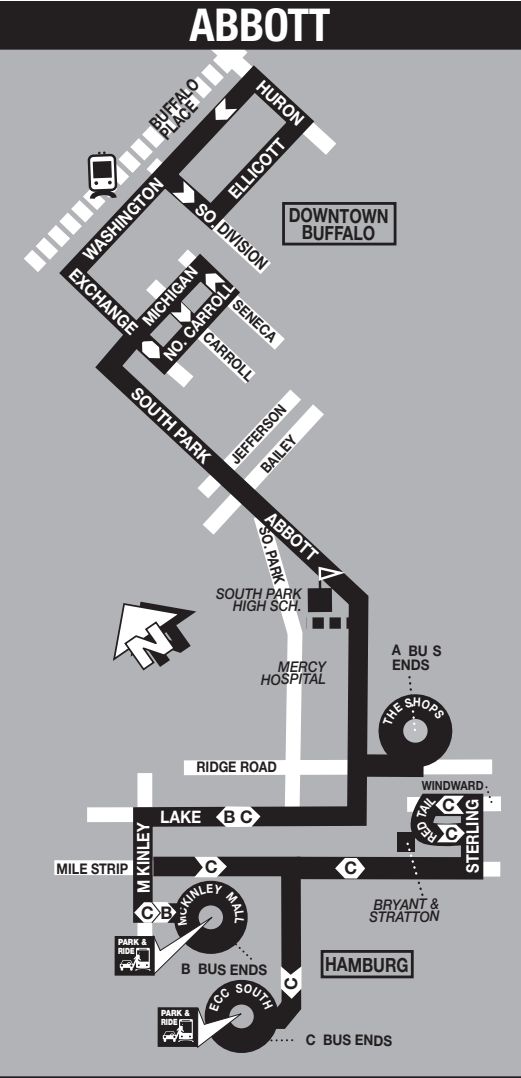 ABBOTT
BUFFALO
PLACE
HURON
ELLICOTT
WASHINGTON
SO. DIVISION
DOWNTOWN
BUFFALO
EXCHANGE
MICHIGAN
NO. CARROLL
SENECA
CARROLL
SOUTH PARK
JEFFERSON
BAILEY
ABBOTT
SO. PARK
SOUTH PARK
HIGH SCH.
N
MERCY
HOSPITAL
A BU S
ENDS
THE SHOPS
RIDGE ROAD
WINDWARD
LAKE
B C
RED TAIL
C
C
STERLING
M KINLEY
MILE STRIP
C
C
BRYANT &
STRATTON
C B
MCKINLEY MALL
PARK &
RIDE
B BUS ENDS
HAMBURG
C
ECC SOUTH
PARK &
RIDE
C BUS ENDS